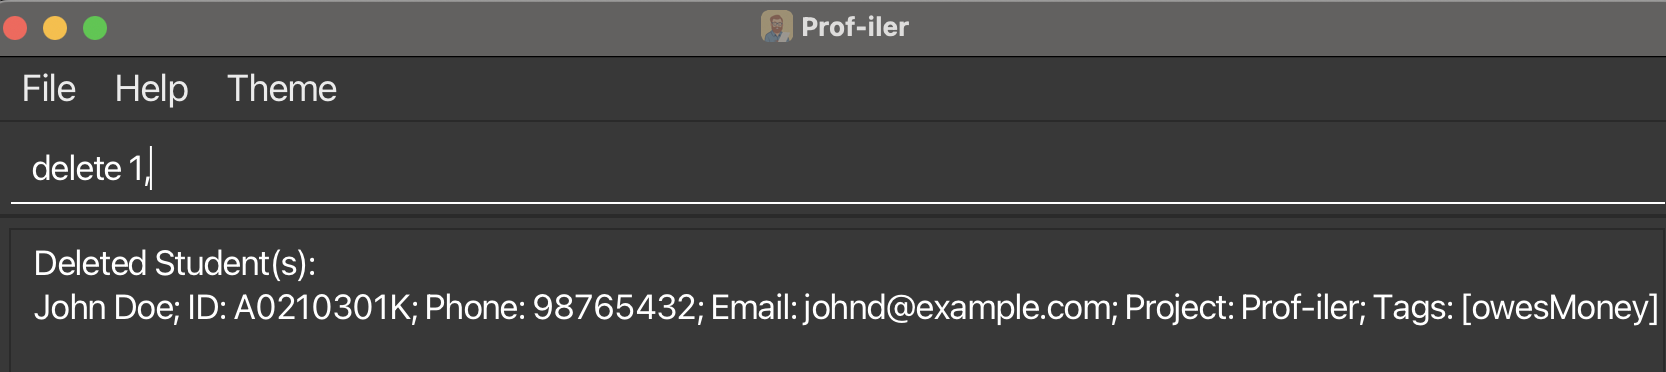 Prof-iler
File Help Theme
delete 1,
Deleted Student(s):
John Doe; ID: A0210301K; Phone: 98765432; Email: johnd@example.com; Project: Prof-iler; Tags: [owesMoney]